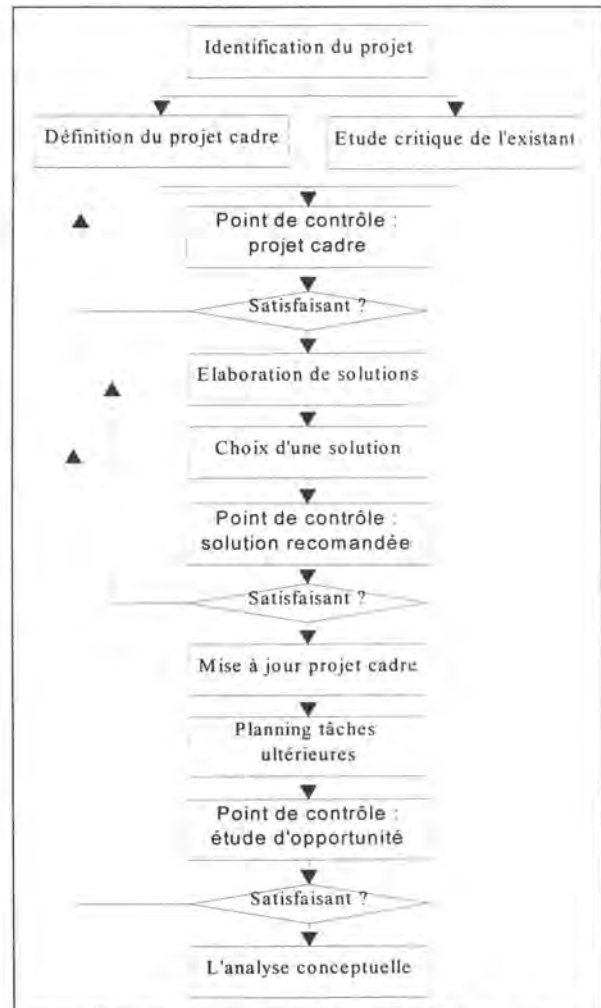 Identification du projet
Définition du projet cadre
Etude critique de l'existant
Point de contrôle :
projet cadre
Satisfaisant ?
Elaboration de solutions
Choix d'une solution
Point de contrôle :
solution recomandée
Satisfaisant ?
Mise à jour projet cadre
Planning tâches
ultérieures
Point de contrôle :
étude d'opportunité
Satisfaisant ?
L'analyse conceptuelle